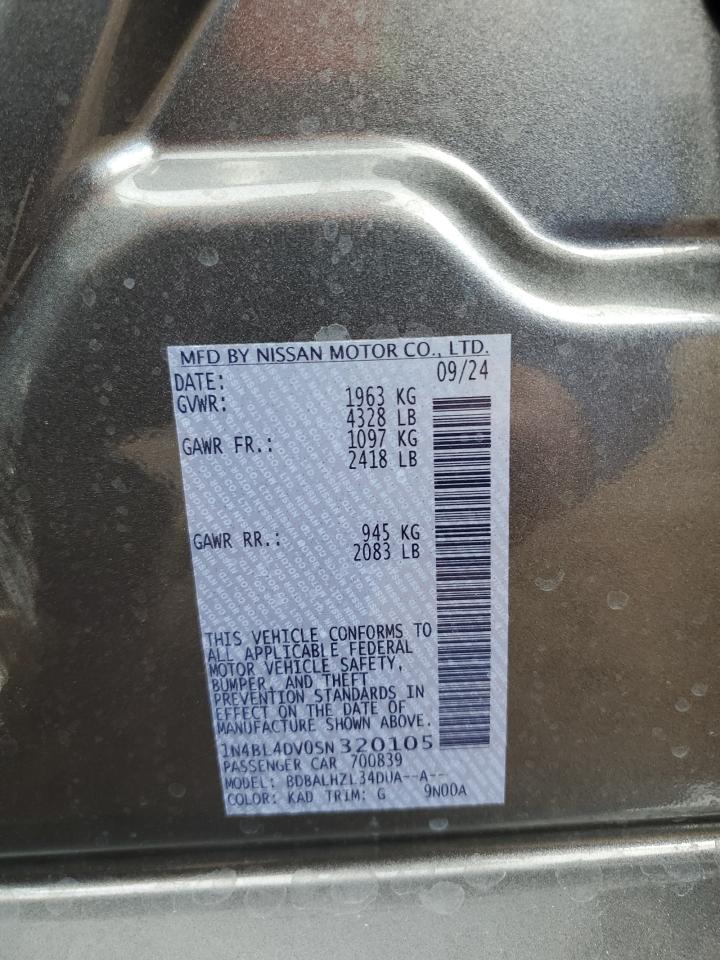 MFD BY NISSAN MOTOR CO., LTD.
DATE: 09/24
GVWR: 1963 KG
4328 LB
GAWR FR.: 1097 KG
2418 LB
GAWR RR.: 945 KG
2083 LB
THIS VEHICLE CONFORMS TO
ALL APPLICABLE FEDERAL
MOTOR VEHICLE SAFETY,
BUMPER, AND THEFT
PREVENTION STANDARDS IN
EFFECT ON THE DATE OF
MANUFACTURE SHOWN ABOVE.
1N4BL4DV0SN320105
PASSENGER CAR 700839
MODEL: BDBALHZL34DUA--A--
COLOR: KAD TRIM: G 9N00A